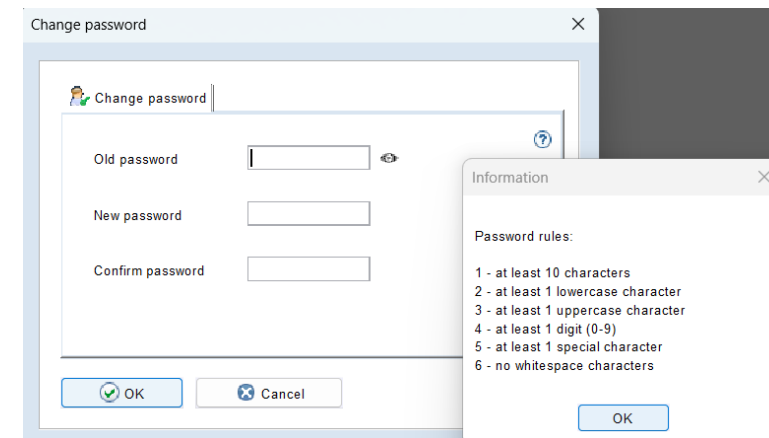 Change password
Change password
Old password
New password
Confirm password
OK
Cancel
Information
Password rules:
1 - at least 10 characters
2 - at least 1 lowercase character
3 - at least 1 uppercase character
4 - at least 1 digit (0-9)
5 - at least 1 special character
6 - no whitespace characters
OK